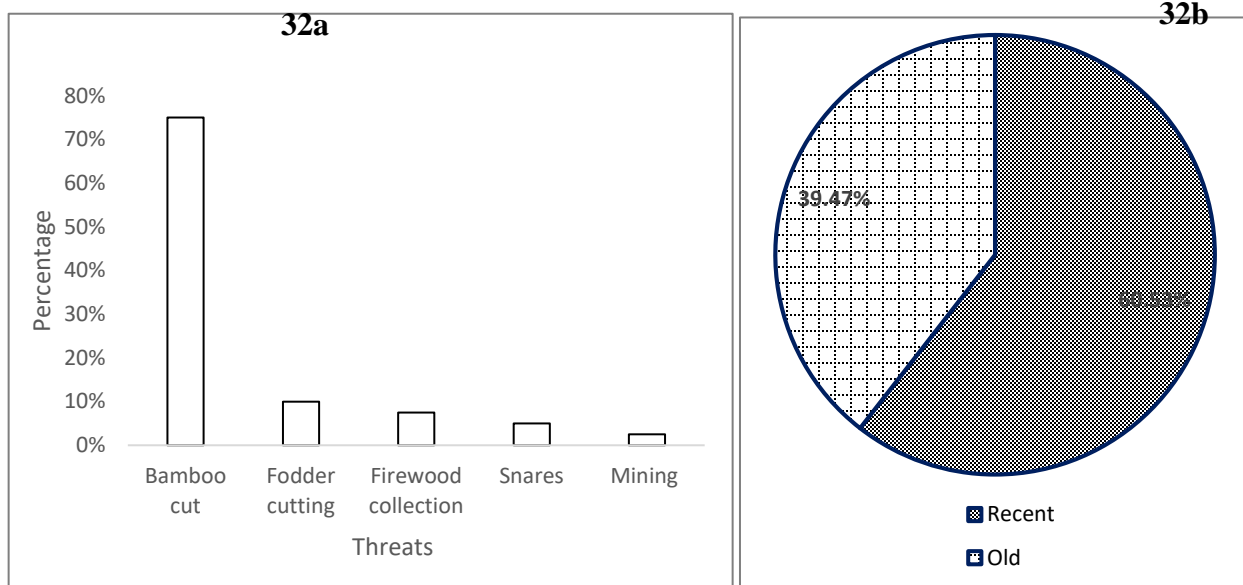 32a
80%
70%
60%
50%
40%
30%
20%
10%
0%
Percentage
Bamboo cut
Fodder cutting
Firewood collection
Snares
Mining
Threats
32b
39.47%
Recent
Old